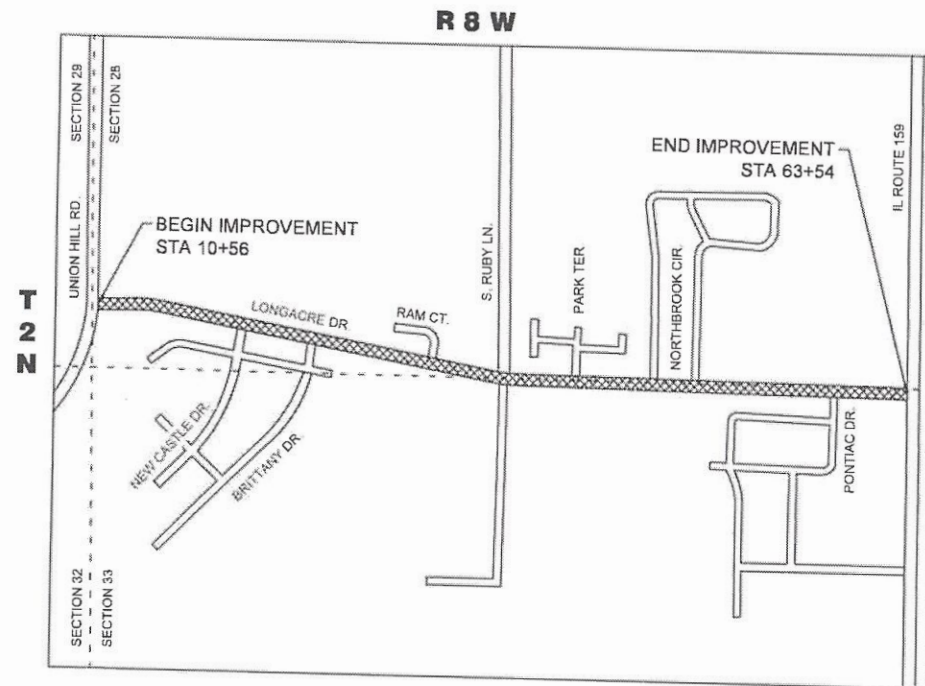 R 8 W
SECTION 29
SECTION 28
UNION HILL RD.
IL ROUTE 159
END IMPROVEMENT
STA 63+54
BEGIN IMPROVEMENT
STA 10+56
S. RUBY LN.
PARK TER
NORTHBROOK CIR.
T
2
N
LONGACRE DR.
RAM CT.
NEW CASTLE DR.
BRITTANY DR.
PONTIAC DR.
SECTION 32
SECTION 33